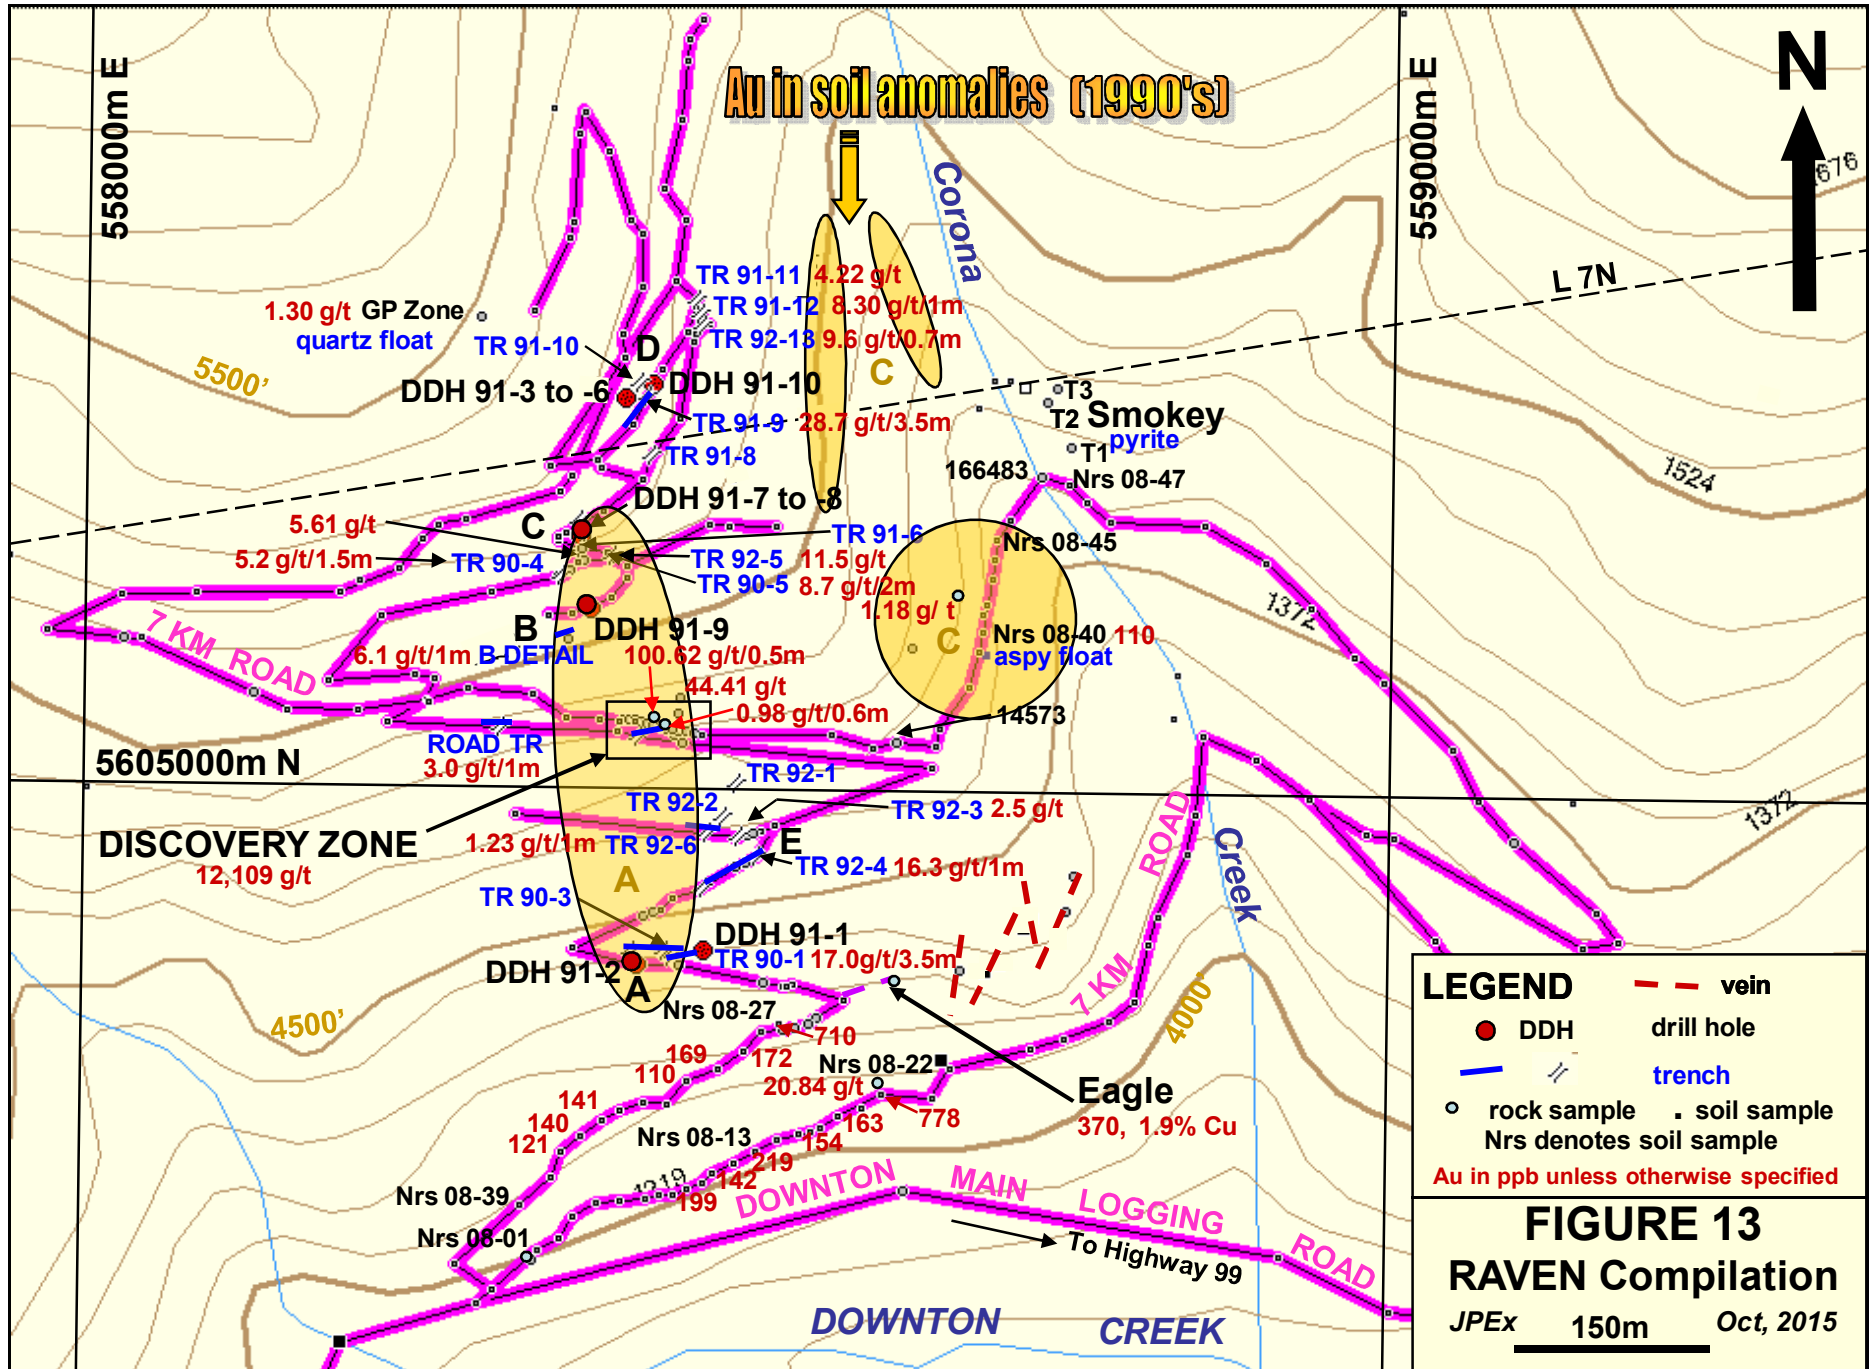 Au in soil anomalies (1990's)
N
558000m E
559000m E
Corona
1676
L 7N
TR 91-11 4.22 g/t
TR 91-12 8.30 g/t/1m
TR 92-13 9.6 g/t/0.7m
1.30 g/t GP Zone
quartz float
TR 91-10
D
C
5500'
DDH 91-3 to -6
DDH 91-10
T3
T2 Smokey
pyrite
T1
TR 91-9 28.7 g/t/3.5m
TR 91-8
166483
Nrs 08-47
1524
DDH 91-7 to -8
C
5.61 g/t
TR 91-6
Nrs 08-45
5.2 g/t/1.5m
TR 90-4
TR 92-5 11.5 g/t
TR 90-5 8.7 g/t/2m
1.18 g/ t
1372
7 KM ROAD
B
DDH 91-9
C
Nrs 08-40 110
aspy float
6.1 g/t/1m B DETAIL
100.62 g/t/0.5m
44.41 g/t
0.98 g/t/0.6m
14573
ROAD TR
3.0 g/t/1m
5605000m N
TR 92-1
TR 92-2
TR 92-3 2.5 g/t
1372
DISCOVERY ZONE
12,109 g/t
1.23 g/t/1m TR 92-6
E
TR 92-4 16.3 g/t/1m
A
TR 90-3
7 KM ROAD
Creek
DDH 91-1
TR 90-1 17.0g/t/3.5m
DDH 91-2
A
Nrs 08-27
4500'
4000'
710
169
172
110
Nrs 08-22
20.84 g/t
141
140
121
778
163
Eagle
370, 1.9% Cu
Nrs 08-13
154
219
142
199
4219
Nrs 08-39
Nrs 08-01
DOWNTON MAIN LOGGING ROAD
To Highway 99
DOWNTON CREEK
LEGEND
vein
DDH drill hole
trench
rock sample soil sample
Nrs denotes soil sample
Au in ppb unless otherwise specified
FIGURE 13
RAVEN Compilation
JPEx 150m Oct, 2015